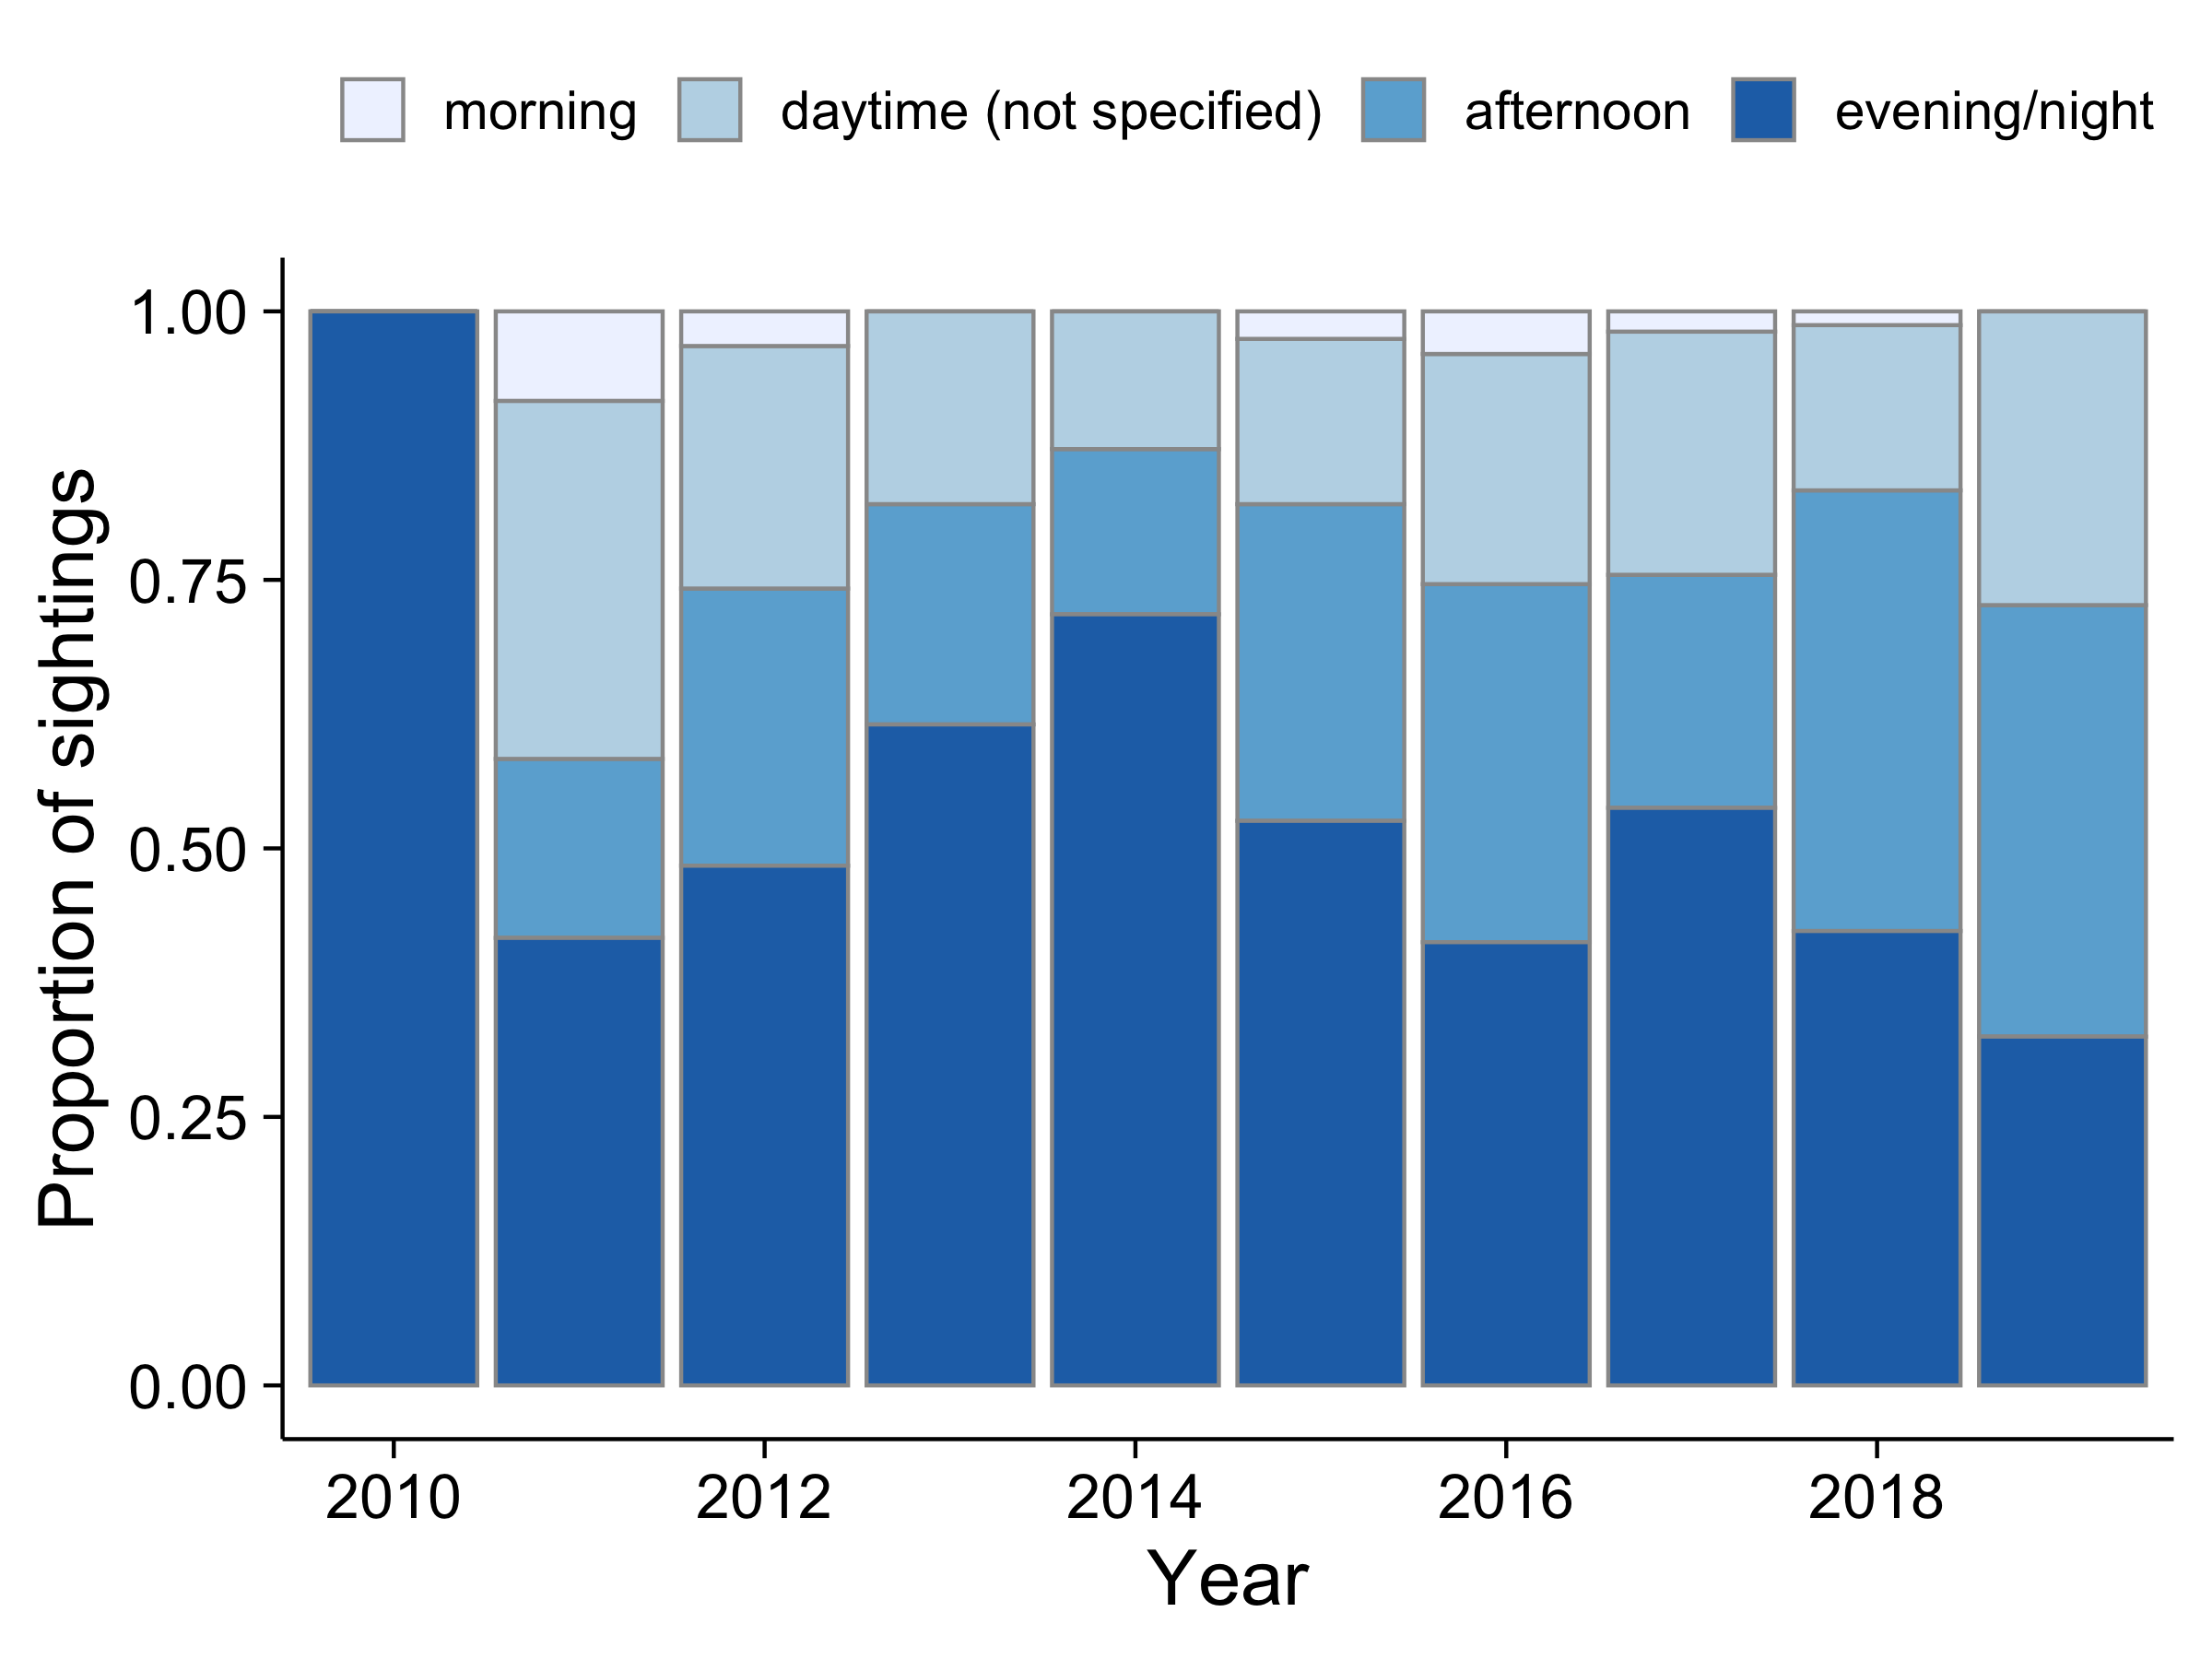 morning daytime (not specified) afternoon evening/night
Proportion of sightings
1.00
0.75
0.50
0.25
0.00
2010 2012 2014 2016 2018
Year